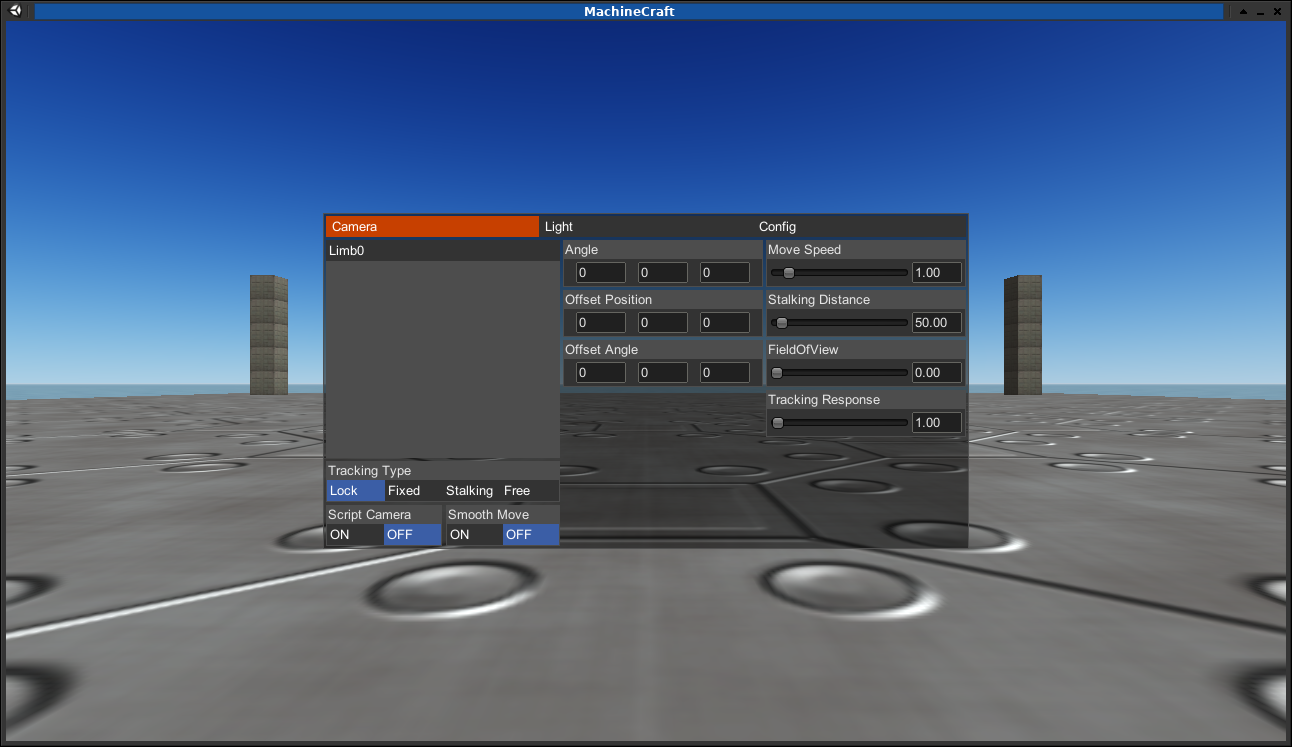 MachineCraft
Camera Light Config
Limb0
Angle
0 0 0
Offset Position
0 0 0
Offset Angle
0 0 0
Move Speed
1.00
Stalking Distance
50.00
FieldOfView
0.00
Tracking Response
1.00
Tracking Type
Lock Fixed Stalking Free
Script Camera
ON OFF
Smooth Move
ON OFF